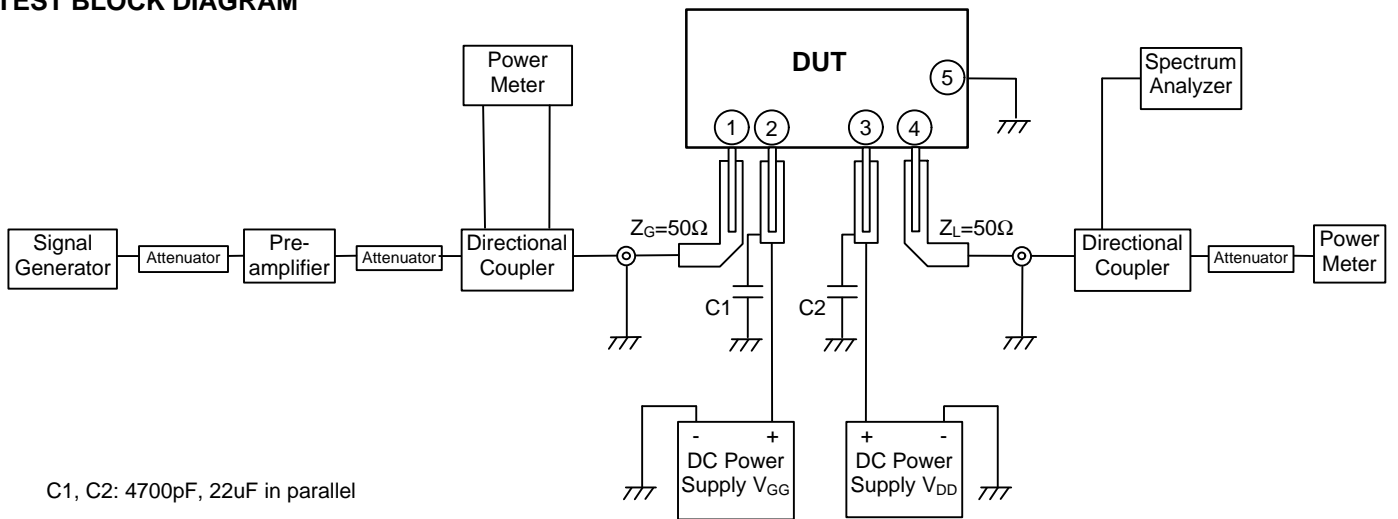 TEST BLOCK DIAGRAM
Power
Meter
DUT
5
Spectrum
Analyzer
1 2 3 4
ZG=50Ω
ZL=50Ω
Signal
Generator
Attenuator
Pre-
amplifier
Attenuator
Directional
Coupler
Directional
Coupler
Attenuator
Power
Meter
C1
C2
- +
DC Power
Supply VGG
+ -
DC Power
Supply VDD
C1, C2: 4700pF, 22uF in parallel